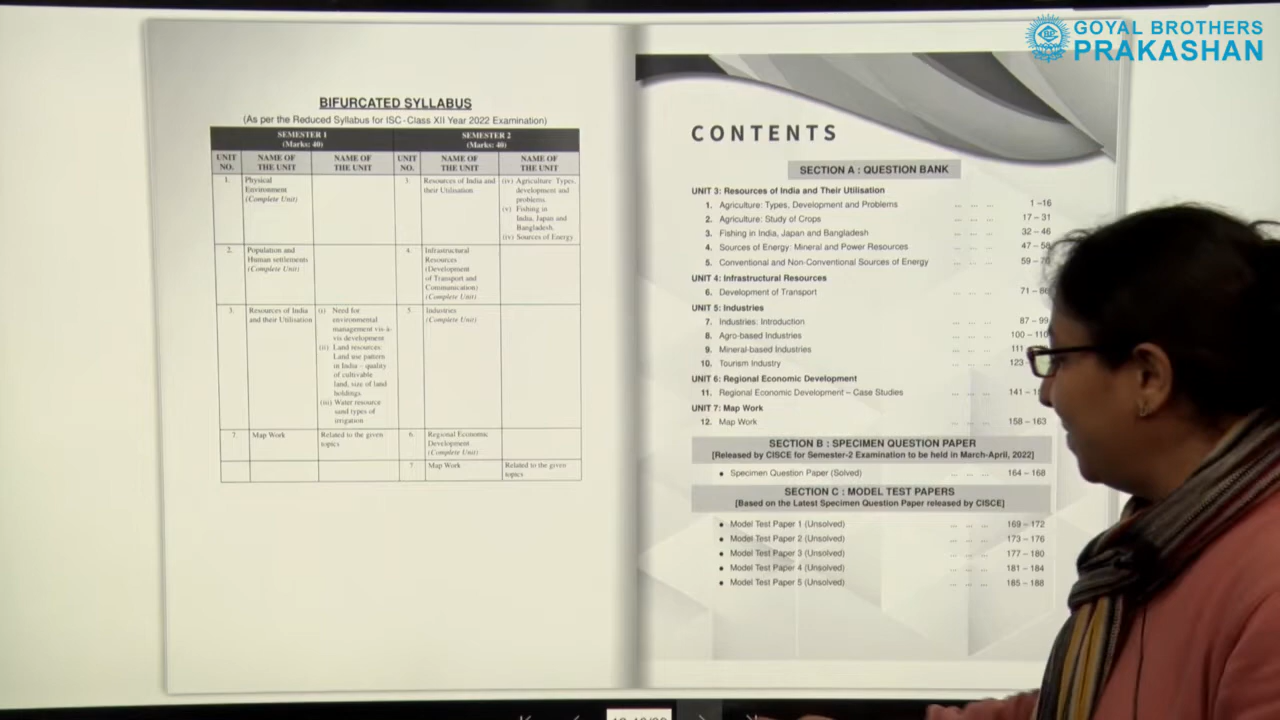 GOYAL BROTHERS
PRAKASHAN
BIFURCATED SYLLABUS
(As per the Reduced Syllabus for ISC-Class XII Year 2022 Examination)
SEMESTER 1
(Marks: 40)
SEMESTER 2
(Marks: 40)
UNIT
NO.
NAME OF
THE UNIT
NAME OF
THE UNIT
UNIT
NO.
NAME OF
THE UNIT
NAME OF
THE UNIT
1.
Physical
Environment
(Complete Unit)
3.
Resources of India and
their Utilisation
(iv) Agriculture: Types,
development and
problems.
(v) Fishing in
India, Japan and
Bangladesh.
(iv) Sources of Energy
2.
Population and
Human settlements
(Complete Unit)
4.
Infrastructural
Resources
(Development
of Transport and
Communication)
(Complete Unit)
3.
Resources of India
and their Utilisation
(i) Need for
environmental
management vis-à-
vis development
(ii) Land resources:
Land use pattern
in India – quality
of cultivable
land, size of land
holdings
(iii) Water resource
sand types of
irrigation
5
Industries
(Complete Unit)
7.
Map Work
Related to the given
topics
6.
Regional Economic
Development
(Complete Unit)
7
Map Work
Related to the given
topics
CONTENTS
SECTION A : QUESTION BANK
UNIT 3: Resources of India and Their Utilisation
1. Agriculture: Types, Development and Problems ... ... ... 1 –16
2. Agriculture: Study of Crops ... ... ... 17 – 31
3. Fishing in India, Japan and Bangladesh ... ... ... 32 – 46
4. Sources of Energy: Mineral and Power Resources ... ... ... 47 –
5. Conventional and Non-Conventional Sources of Energy ... ... 59 –
UNIT 4: Infrastructural Resources
6. Development of Transport ... ... ... 71 –
UNIT 5: Industries
7. Industries: Introduction ... ... ... 87 – 99
8. Agro-based Industries ... ... ... 100 – 110
9. Mineral-based Industries ... ... ... 111
10. Tourism Industry ... ... ... 123
UNIT 6: Regional Economic Development
11. Regional Economic Development – Case Studies ... ... 141 –
UNIT 7: Map Work
12. Map Work ... ... ... 158 – 163
SECTION B : SPECIMEN QUESTION PAPER
[Released by CISCE for Semester-2 Examination to be held in March-April, 2022]
• Specimen Question Paper (Solved) ... ... ... 164 – 168
SECTION C : MODEL TEST PAPERS
[Based on the Latest Specimen Question Paper released by CISCE]
• Model Test Paper 1 (Unsolved) ... ... ... 169 – 172
• Model Test Paper 2 (Unsolved) ... ... ... 173 – 176
• Model Test Paper 3 (Unsolved) ... ... ... 177 – 180
• Model Test Paper 4 (Unsolved) ... ... ... 181 – 184
• Model Test Paper 5 (Unsolved) ... ... ... 185 – 188